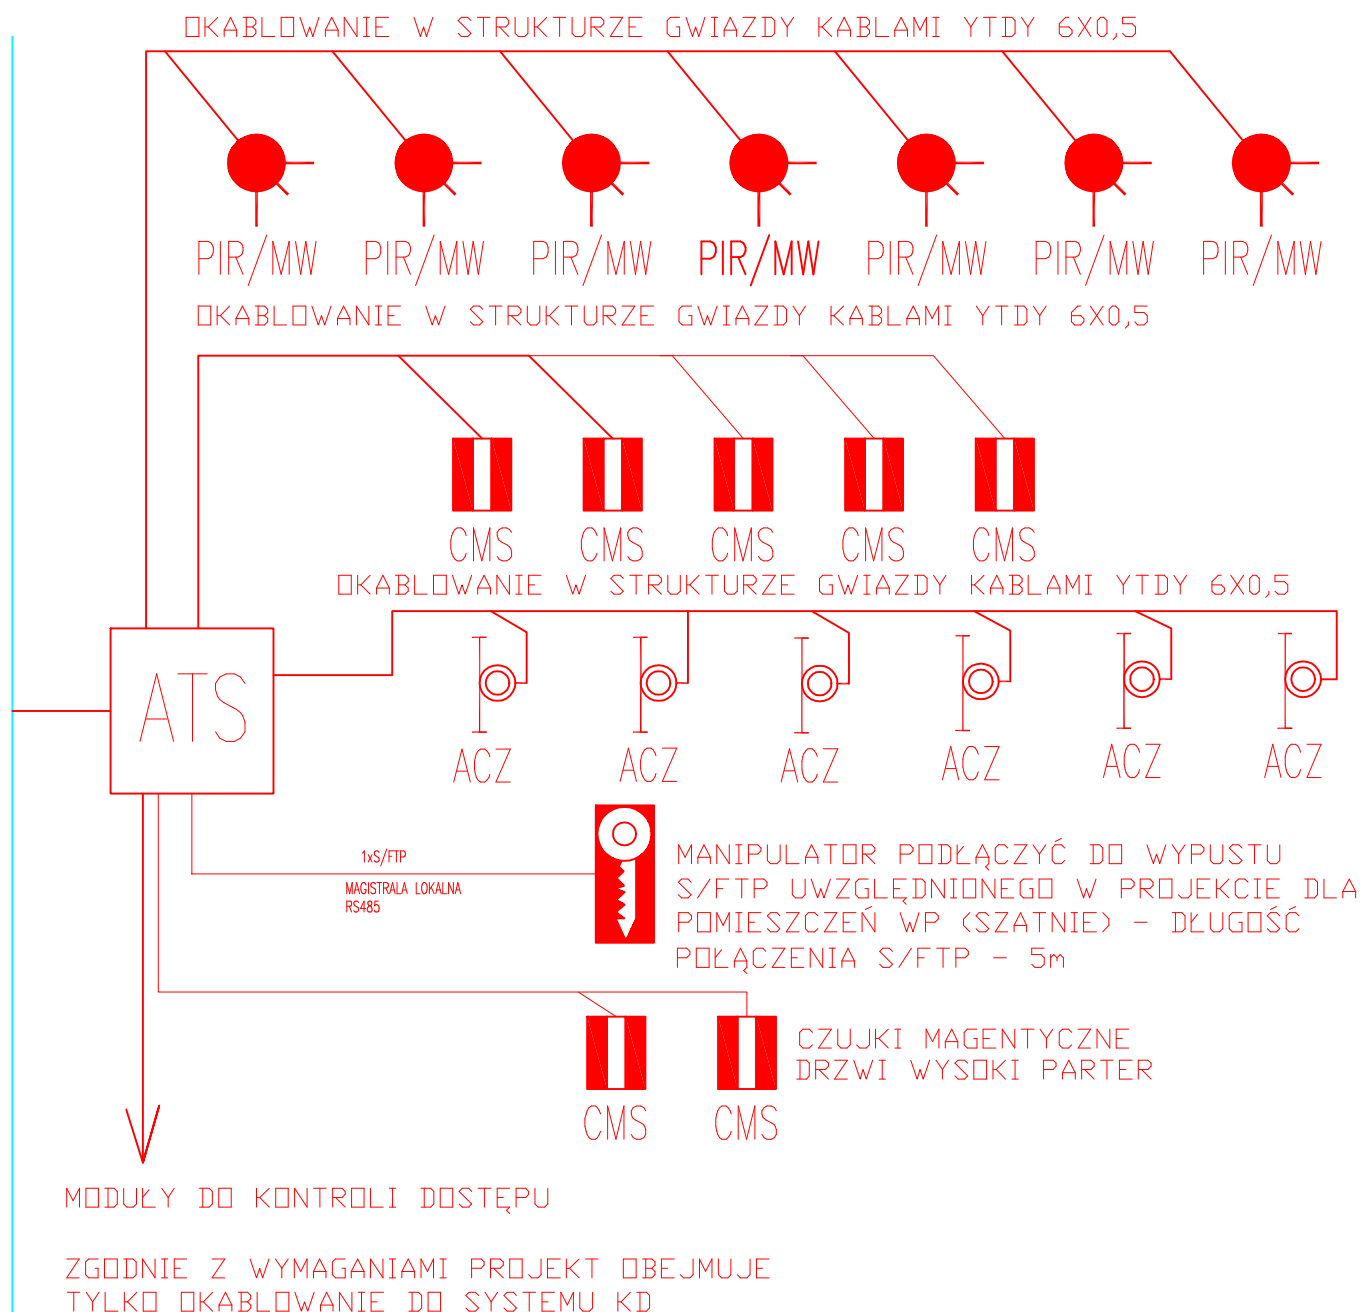 OKABLOWANIE W STRUKTURZE GWIAZDY KABLAMI YTDY 6X0,5
PIR/MW PIR/MW PIR/MW PIR/MW PIR/MW PIR/MW PIR/MW
OKABLOWANIE W STRUKTURZE GWIAZDY KABLAMI YTDY 6X0,5
CMS CMS CMS CMS CMS
OKABLOWANIE W STRUKTURZE GWIAZDY KABLAMI YTDY 6X0,5
ATS
ACZ ACZ ACZ ACZ ACZ ACZ
1xS/FTP
MAGISTRALA LOKALNA
RS485
MANIPULATOR PODŁĄCZYĆ DO WYPUSTU
S/FTP UWZGLĘDNIONEGO W PROJEKCIE DLA
POMIESZCZEŃ WP (SZATNIE) - DŁUGOŚĆ
POŁĄCZENIA S/FTP - 5m
CZUJKI MAGENTYCZNE
DRZWI WYSOKI PARTER
CMS CMS
MODUŁY DO KONTROLI DOSTĘPU
ZGODNIE Z WYMAGANIAMI PROJEKT OBEJMUJE
TYLKO OKABLOWANIE DO SYSTEMU KD